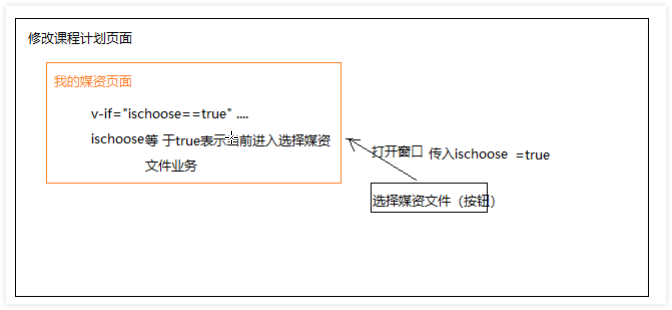 修改课程计划页面
我的媒资页面
v-if="ischoose==true" ....
ischoose等 于true表示当前进入选择媒资
文件业务
打开窗口 传入ischoose =true
选择媒资文件（按钮）